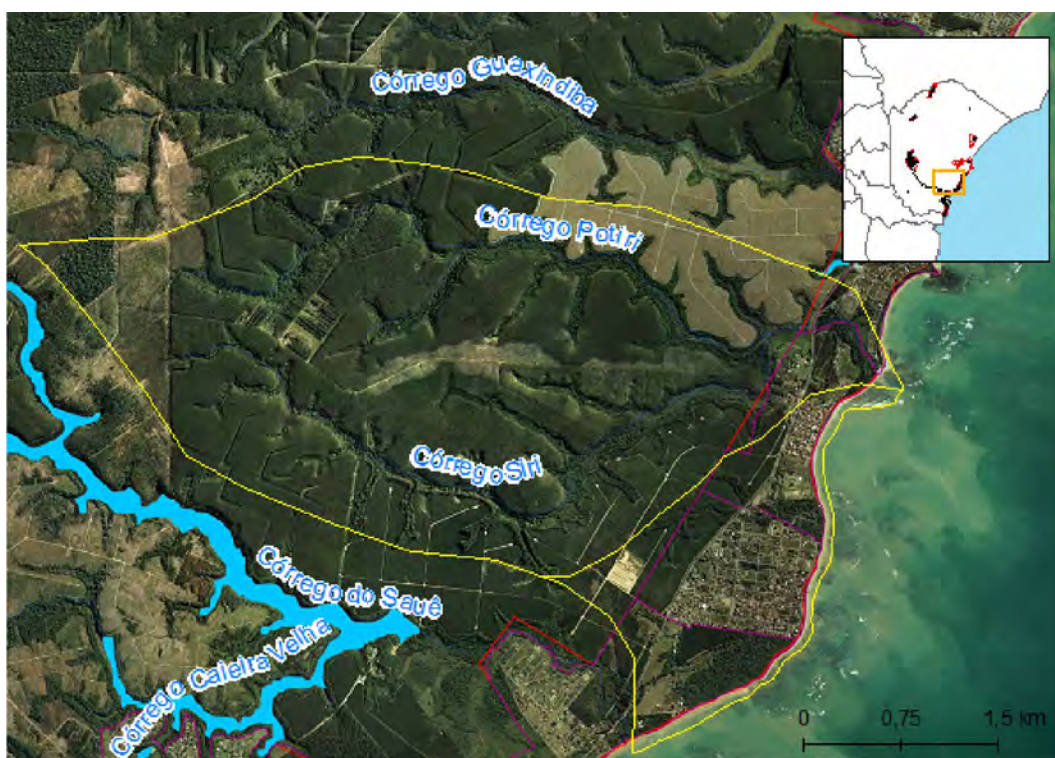 Córrego Guaxindiba
Córrego Potiri
Córrego Siri
Córrego do Sauê
Córrego Caieira Velha
0 0,75 1,5 km